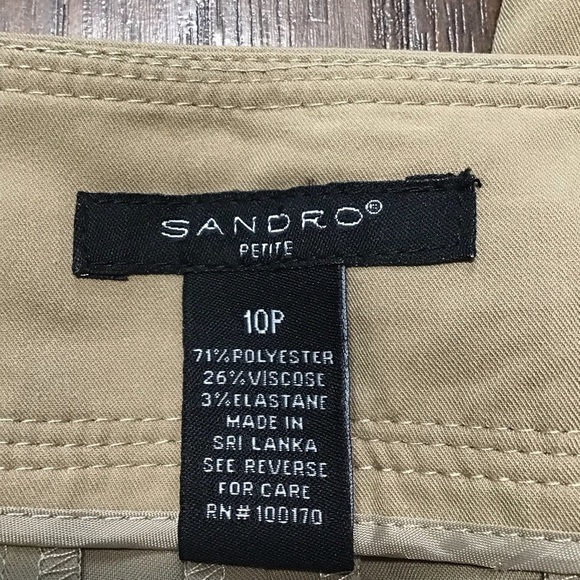 SANDRO®
PETITE
10P
71% POLYESTER
26% VISCOSE
3% ELASTANE
MADE IN
SRI LANKA
SEE REVERSE
FOR CARE
RN# 100170